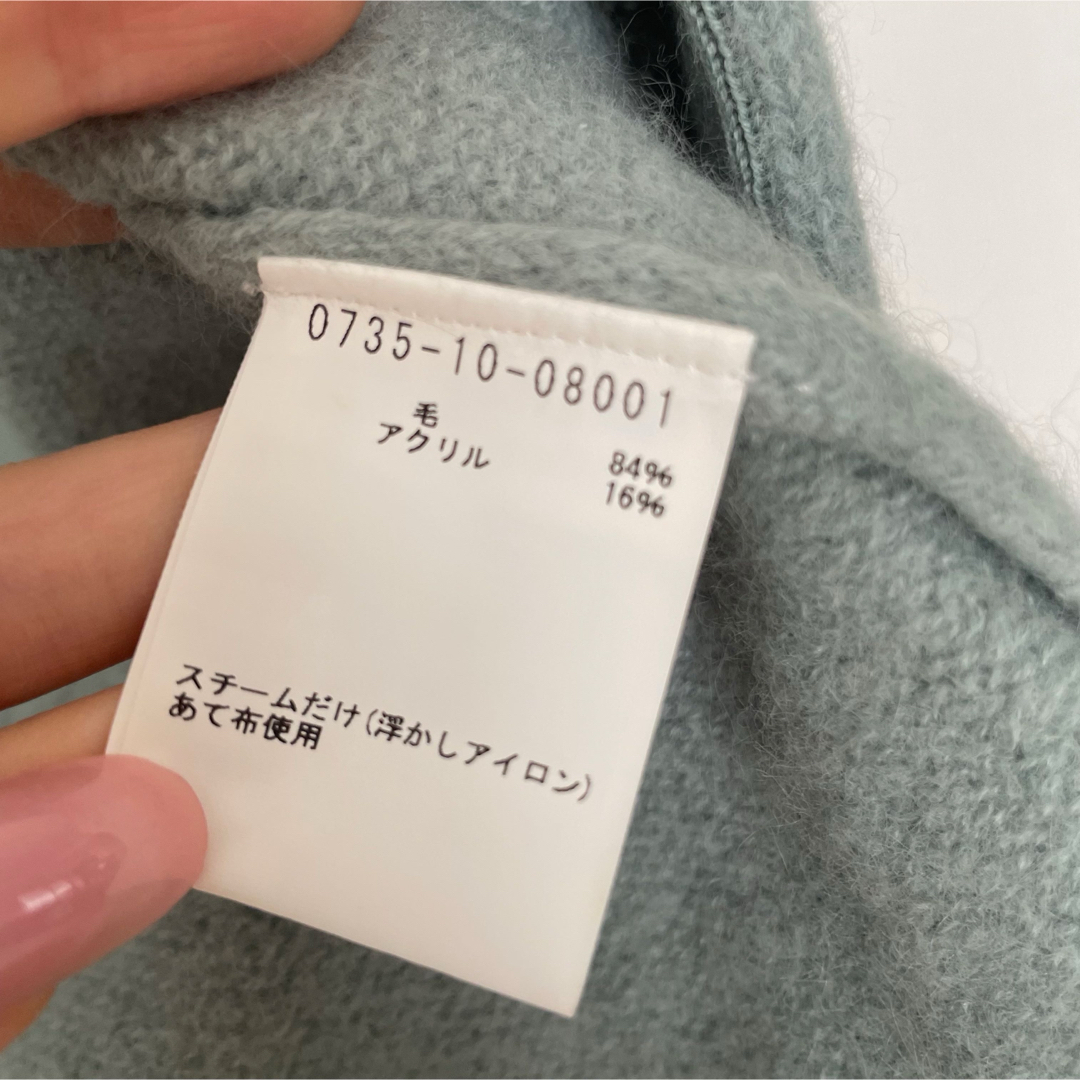 0735-10-08001
毛 84%
アクリル 16%
スチームだけ(浮かしアイロン)
あて布使用